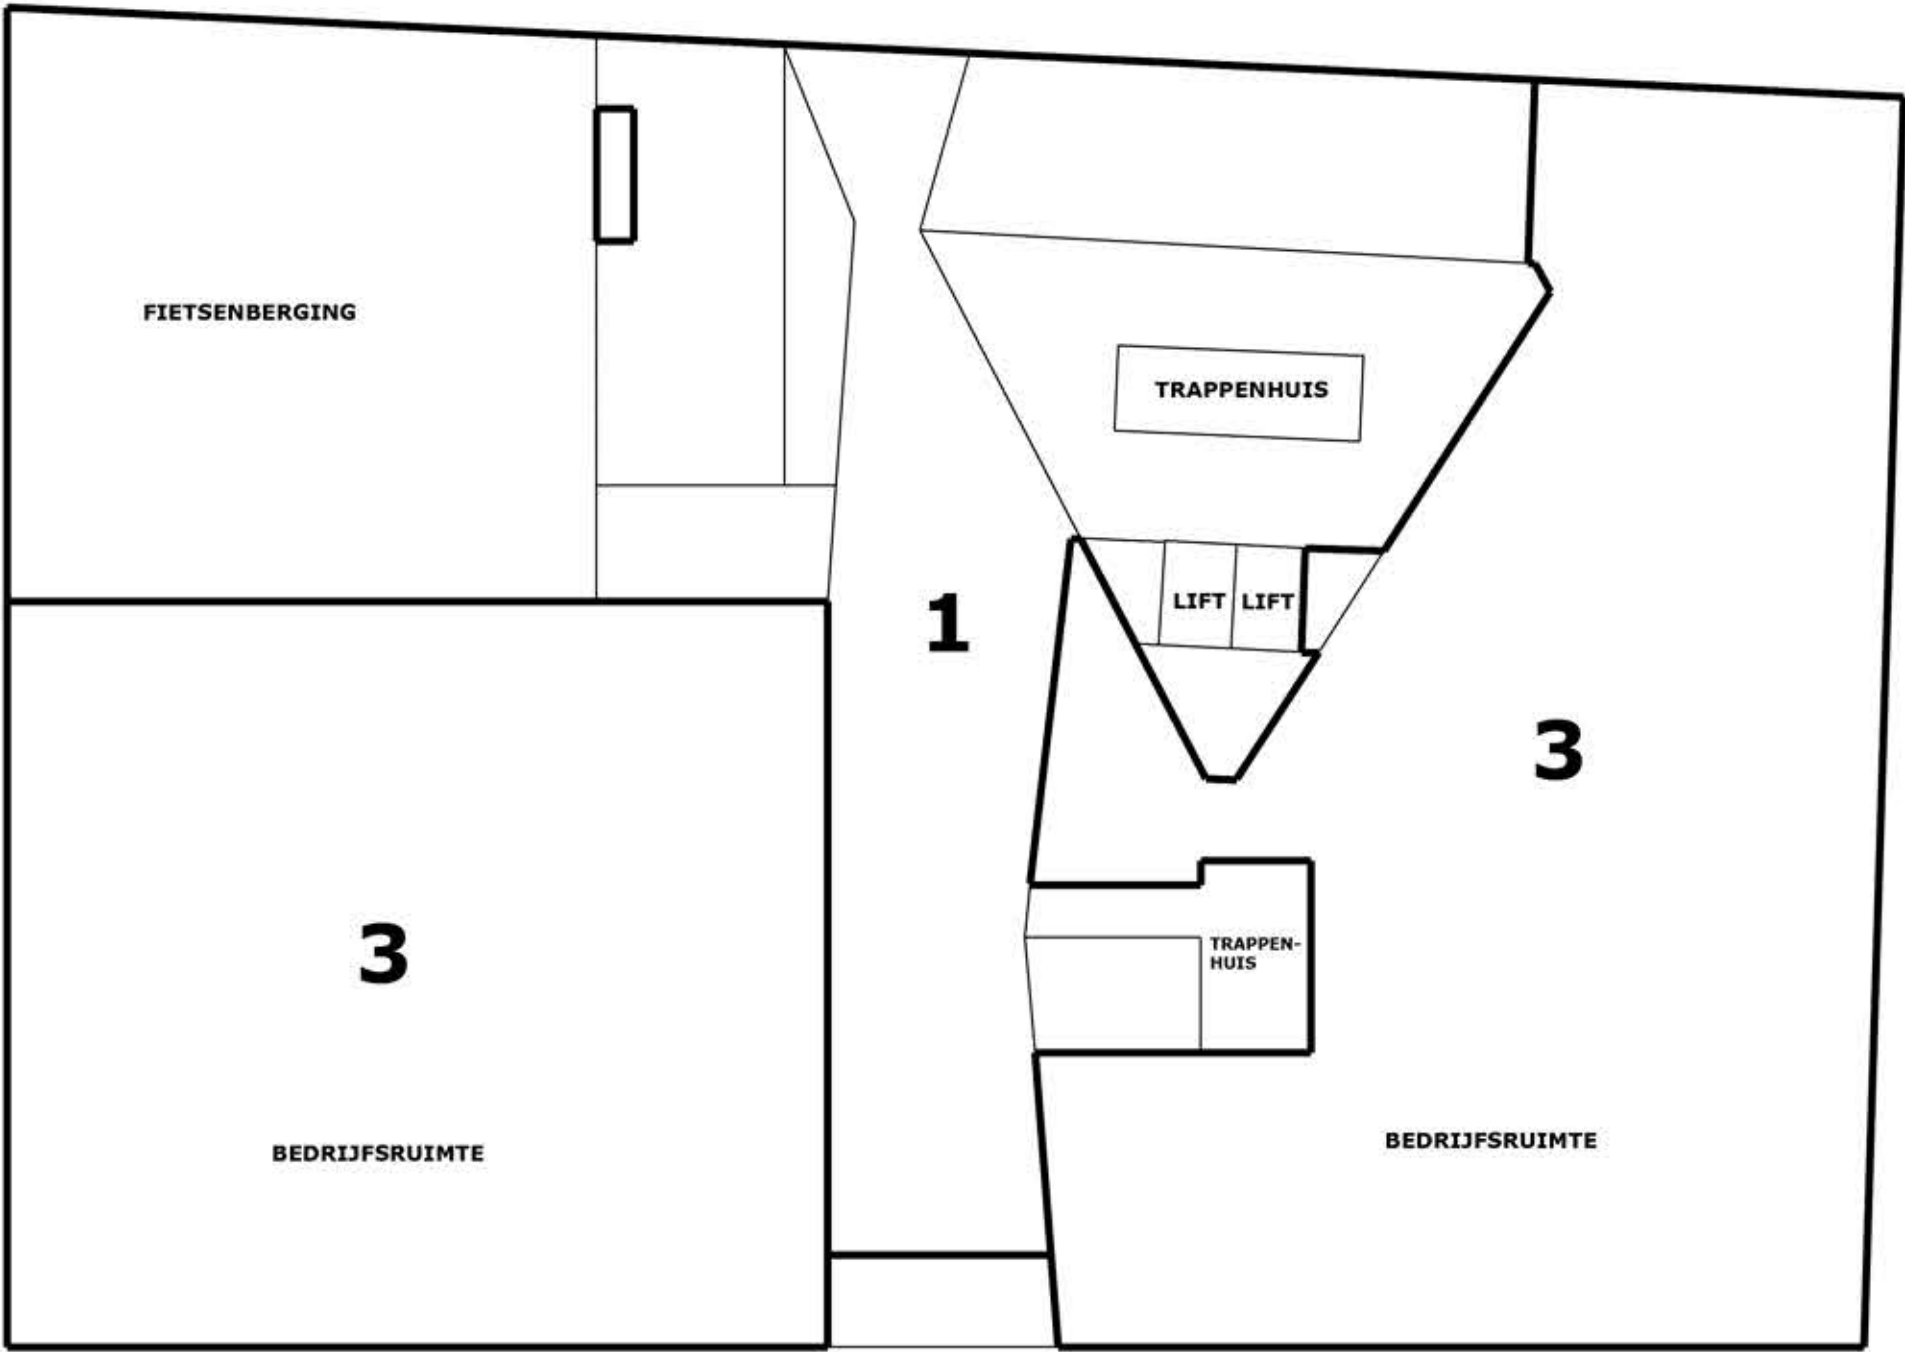 FIETSENBERGING
TRAPPENHUIS
LIFT LIFT
1
3
3
TRAPPEN-
HUIS
BEDRIJFSRUIMTE
BEDRIJFSRUIMTE